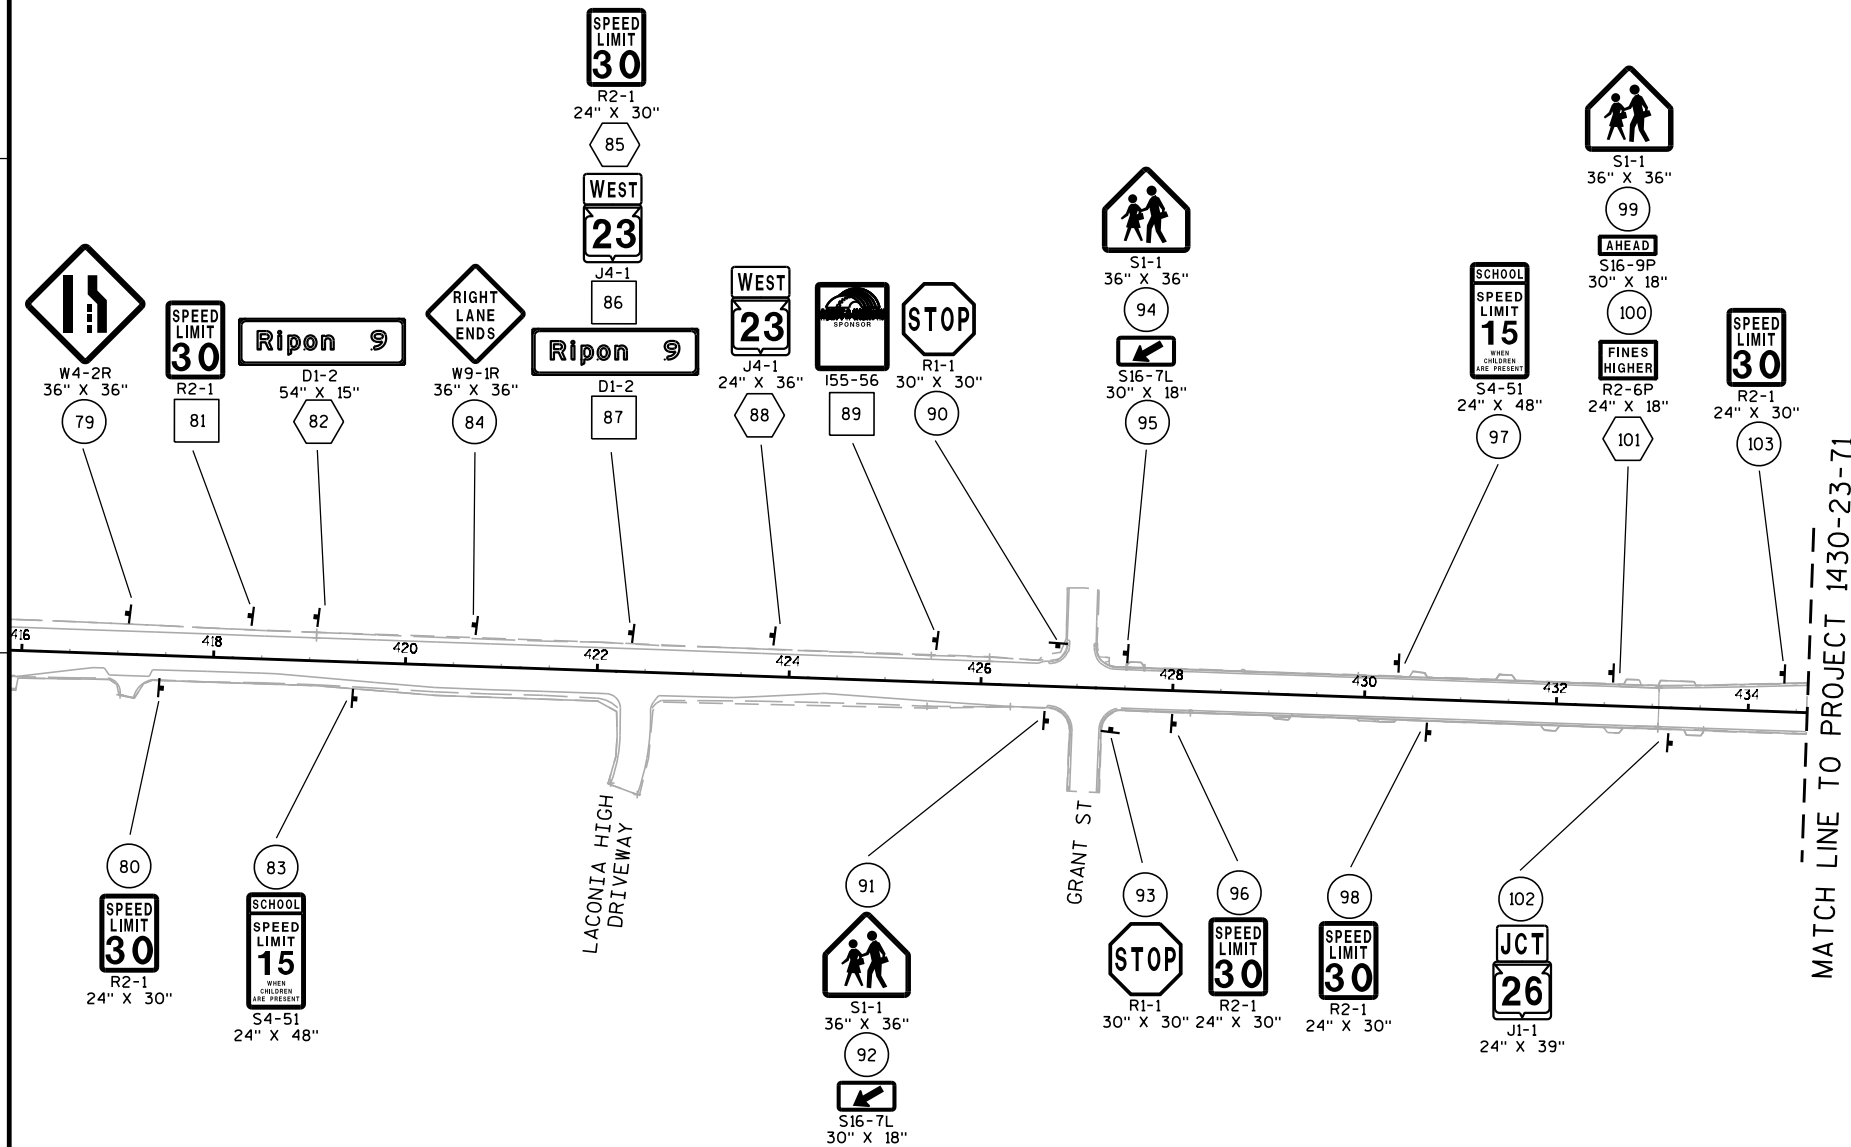 SPEED
LIMIT
30
R2-1
24" X 30"
85
WEST
23
J4-1
86
Ripon 9
D1-2
87
W4-2R
36" X 36"
79
SPEED
LIMIT
30
R2-1
81
Ripon 9
D1-2
54" X 15"
82
RIGHT
LANE
ENDS
W9-1R
36" X 36"
84
WEST
23
J4-1
24" X 36"
88
SPONSOR
I55-56
89
STOP
R1-1
30" X 30"
90
S1-1
36" X 36"
94
S16-7L
30" X 18"
95
SCHOOL
SPEED
LIMIT
15
WHEN
CHILDREN
ARE PRESENT
S4-51
24" X 48"
97
S1-1
36" X 36"
99
AHEAD
S16-9P
30" X 18"
100
FINES
HIGHER
R2-6P
24" X 18"
101
SPEED
LIMIT
30
R2-1
24" X 30"
103
416
418
420
422
424
426
428
430
432
434
MATCH LINE TO PROJECT 1430-23-71
LACONIA HIGH
DRIVEWAY
GRANT ST
80
SPEED
LIMIT
30
R2-1
24" X 30"
83
SCHOOL
SPEED
LIMIT
15
WHEN
CHILDREN
ARE PRESENT
S4-51
24" X 48"
91
S1-1
36" X 36"
92
S16-7L
30" X 18"
93
STOP
R1-1
30" X 30"
96
SPEED
LIMIT
30
R2-1
24" X 30"
98
SPEED
LIMIT
30
R2-1
24" X 30"
102
JCT
26
J1-1
24" X 39"